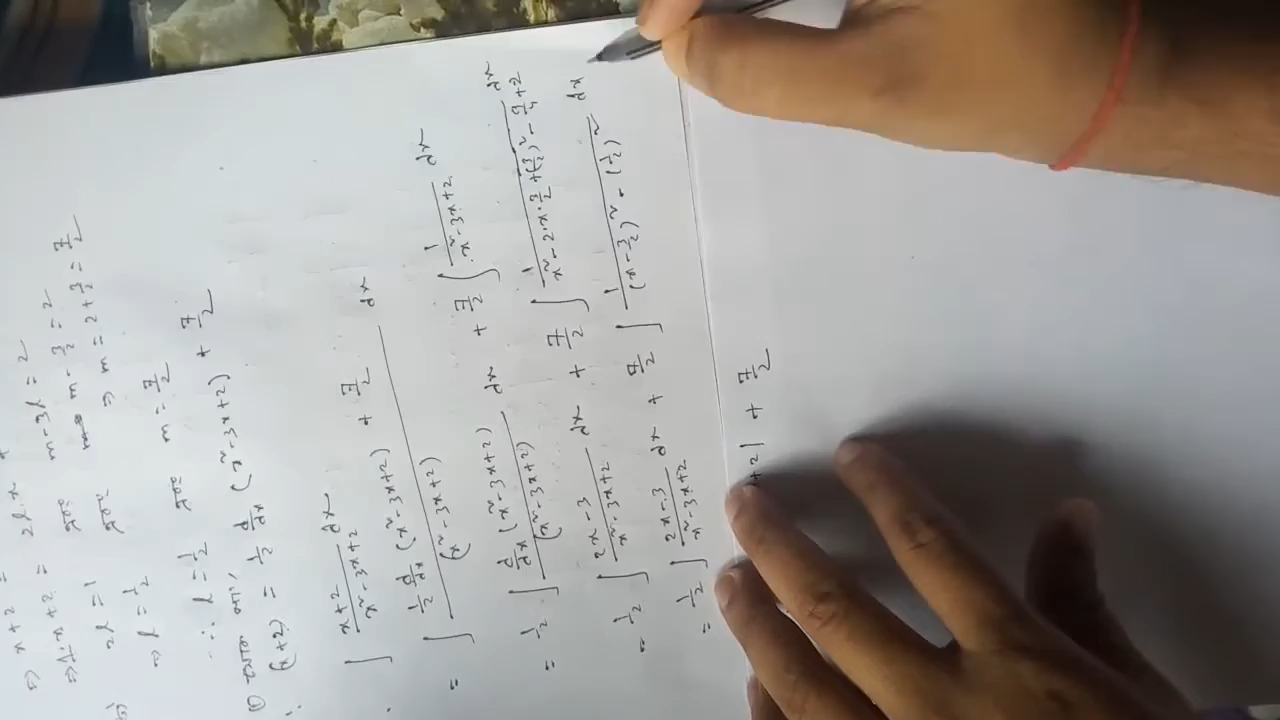 ⇒ x+2 = 2l.x +
⇒ 1.x+2 = m-3l = 2
2l = 1 m - 3/2 = 2
⇒ l = 1/2 ⇒ m = 2 + 3/2 = 7/2
∴ l = 1/2 m = 7/2
(x+2) = 1/2 d/dx (x²-3x+2) + 7/2
∫ (x+2)/(x²-3x+2) dx
= ∫ (1/2 d/dx (x²-3x+2) + 7/2)/(x²-3x+2) dx
= 1/2 ∫ (d/dx (x²-3x+2))/(x²-3x+2) dx + 7/2 ∫ 1/(x²-3x+2) dx
= 1/2 ∫ (2x-3)/(x²-3x+2) dx + 7/2 ∫ 1/(x²-2.x.3/2+(3/2)²-9/4+2) dx
= 1/2 ∫ (2x-3)/(x²-3x+2) dx + 7/2 ∫ 1/((x-3/2)²-(1/2)²) dx
+2| + 7/2